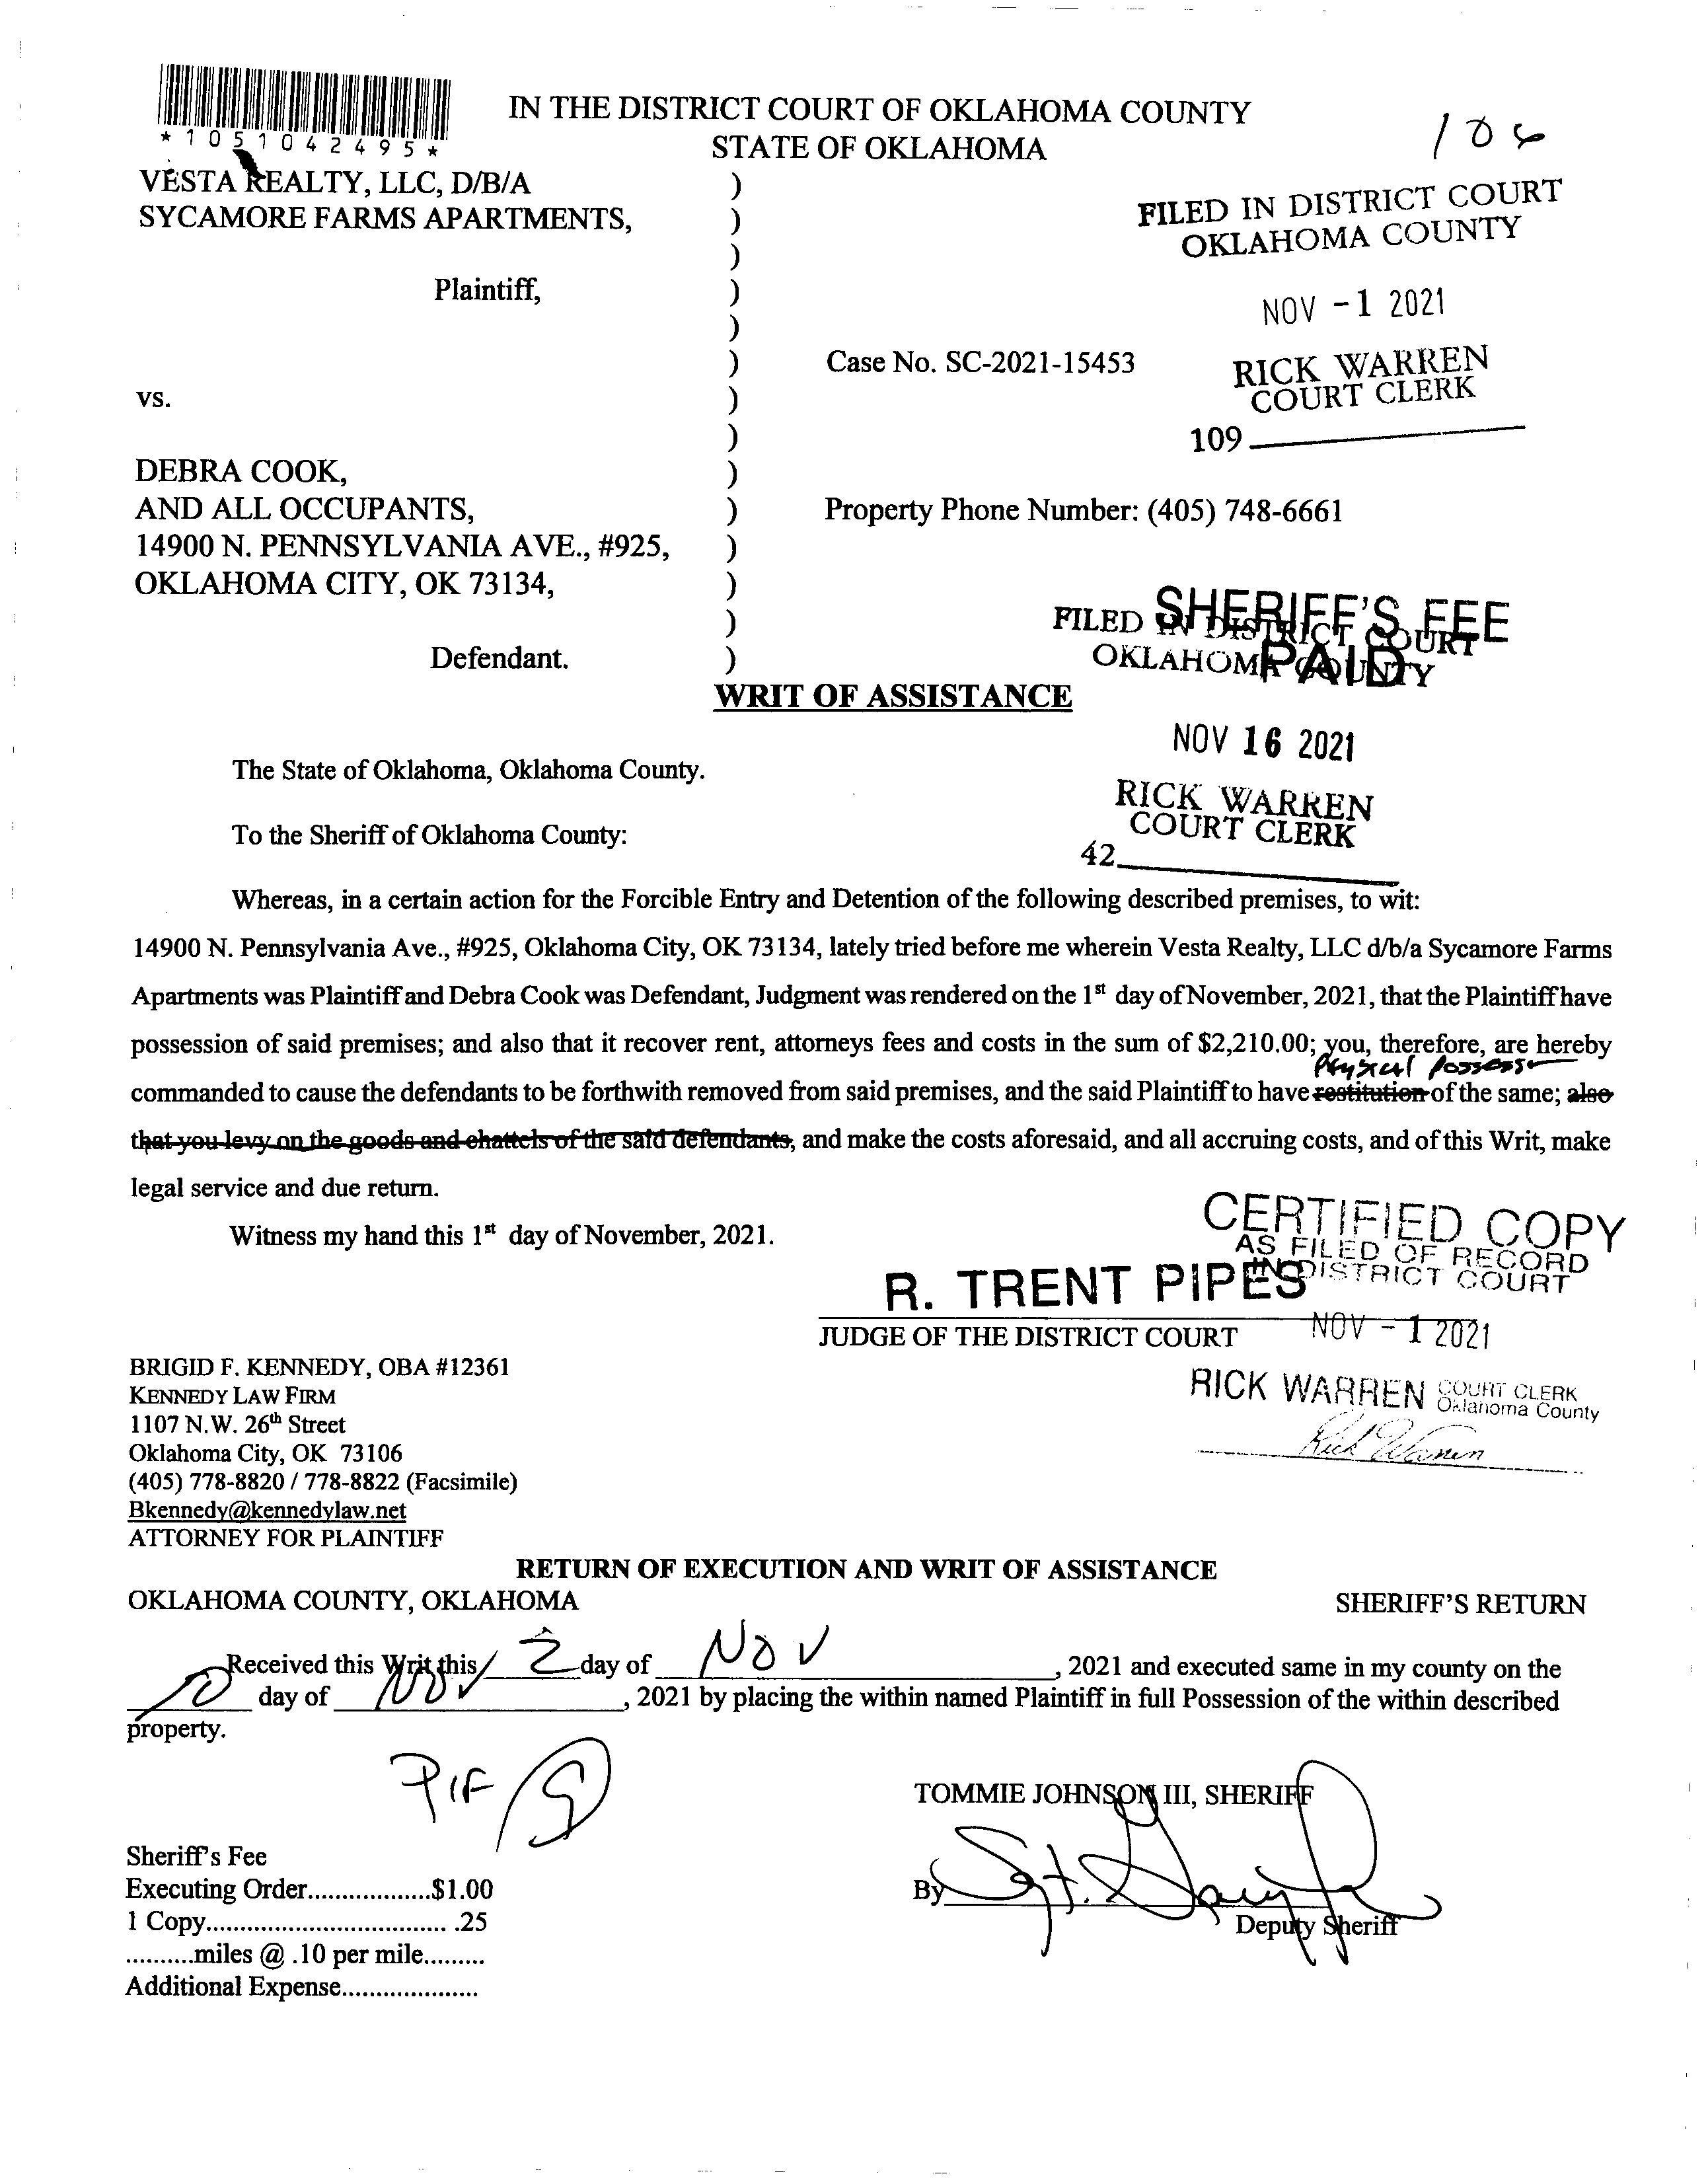 *1051042495*
IN THE DISTRICT COURT OF OKLAHOMA COUNTY
STATE OF OKLAHOMA
VESTA REALTY, LLC, D/B/A )
SYCAMORE FARMS APARTMENTS, )
)
Plaintiff, )
)
)
vs. )
)
DEBRA COOK, )
AND ALL OCCUPANTS, )
14900 N. PENNSYLVANIA AVE., #925, )
OKLAHOMA CITY, OK 73134, )
)
Defendant. )
FILED IN DISTRICT COURT
OKLAHOMA COUNTY
NOV -1 2021
Case No. SC-2021-15453
RICK WARREN
COURT CLERK
109
Property Phone Number: (405) 748-6661
SHERIFF'S FEE
PAID
FILED IN DISTRICT COURT
OKLAHOMA COUNTY
WRIT OF ASSISTANCE
NOV 16 2021
RICK WARREN
COURT CLERK
42
The State of Oklahoma, Oklahoma County.
To the Sheriff of Oklahoma County:
Whereas, in a certain action for the Forcible Entry and Detention of the following described premises, to wit:
14900 N. Pennsylvania Ave., #925, Oklahoma City, OK 73134, lately tried before me wherein Vesta Realty, LLC d/b/a Sycamore Farms
Apartments was Plaintiff and Debra Cook was Defendant, Judgment was rendered on the 1st day of November, 2021, that the Plaintiff have
possession of said premises; and also that it recover rent, attorneys fees and costs in the sum of $2,210.00; you, therefore, are hereby
Physical Possession
commanded to cause the defendants to be forthwith removed from said premises, and the said Plaintiff to have restitution of the same; also
that you levy on the goods and chattels of the said defendants, and make the costs aforesaid, and all accruing costs, and of this Writ, make
legal service and due return.
Witness my hand this 1st day of November, 2021.
CERTIFIED COPY
AS FILED OF RECORD
IN DISTRICT COURT
R. TRENT PIPES
JUDGE OF THE DISTRICT COURT
NOV -1 2021
RICK WARREN COURT CLERK
Oklahoma County
Rick Warren
BRIGID F. KENNEDY, OBA #12361
KENNEDY LAW FIRM
1107 N.W. 26th Street
Oklahoma City, OK 73106
(405) 778-8820 / 778-8822 (Facsimile)
Bkennedy@kennedylaw.net
ATTORNEY FOR PLAINTIFF
RETURN OF EXECUTION AND WRIT OF ASSISTANCE
OKLAHOMA COUNTY, OKLAHOMA SHERIFF'S RETURN
Received this Writ this 2 day of Nov, 2021 and executed same in my county on the
10 day of Nov, 2021 by placing the within named Plaintiff in full Possession of the within described
property.
PIF
TOMMIE JOHNSON III, SHERIFF
By Sgt.
Deputy Sheriff
Sheriff's Fee
Executing Order..................$1.00
1 Copy................................... .25
..........miles @ .10 per mile.........
Additional Expense....................